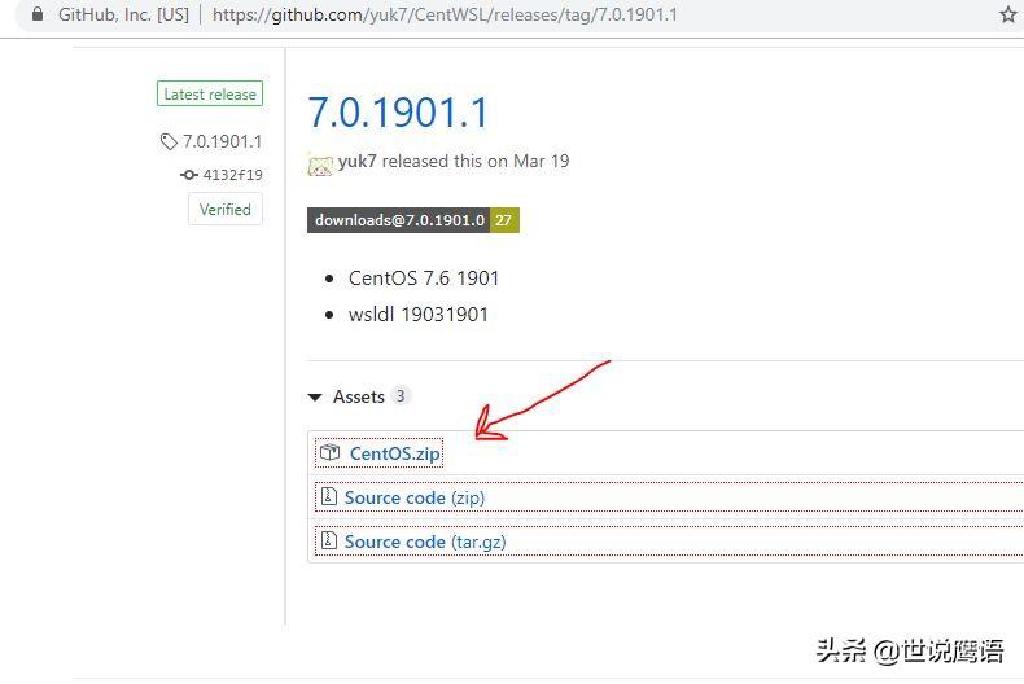 GitHub, Inc. [US] https://github.com/yuk7/CentWSL/releases/tag/7.0.1901.1
Latest release
7.0.1901.1
4132f19
Verified
7.0.1901.1
yuk7 released this on Mar 19
downloads@7.0.1901.0 27
CentOS 7.6 1901
wsldl 19031901
Assets 3
CentOS.zip
Source code (zip)
Source code (tar.gz)
头条 @世说鹰语